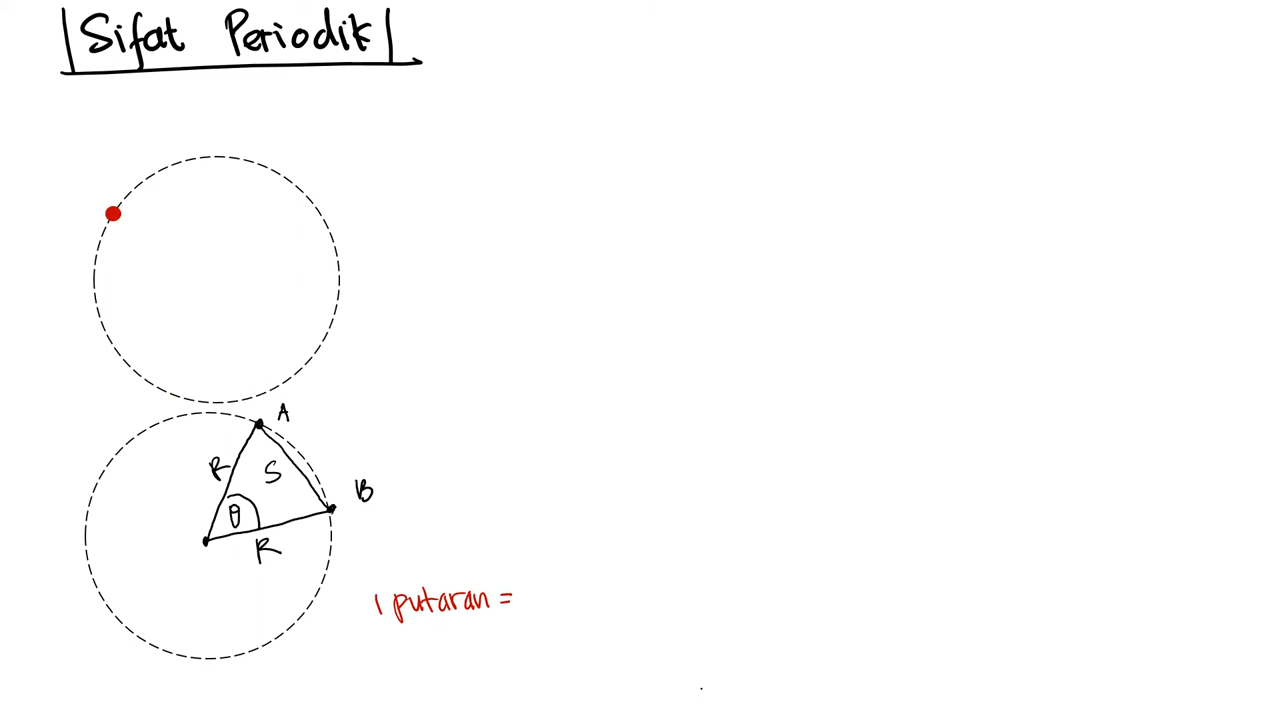 Sifat Periodik
A
R
S
B
θ
R
1 putaran =